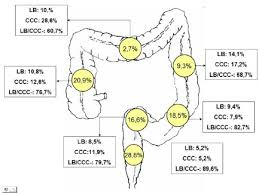 LB: 10,%
CCC: 28,6%
LB/CCC-: 60,7%
2,7%
LB: 14,1%
CCC: 17,2%
LB/CCC-: 68,7%
9,3%
LB: 10,8%
CCC: 12,6%
LB/CCC-: 76,7%
20,9%
LB: 9,4%
CCC: 7,9%
LB/CCC-: 82,7%
18,5%
16,6%
LB: 8,5%
CCC: 11,9%
LB/CCC-: 79,7%
28,8%
LB: 5,2%
CCC: 5,2%
LB/CCC-: 89,6%